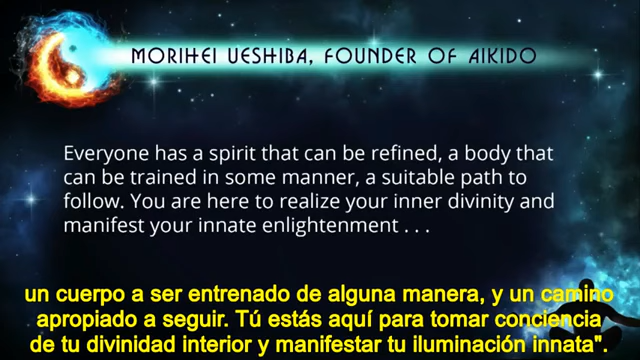 MORIHEI UESHIBA, FOUNDER OF AIKIDO
Everyone has a spirit that can be refined, a body that
can be trained in some manner, a suitable path to
follow. You are here to realize your inner divinity and
manifest your innate enlightenment . . .
un cuerpo a ser entrenado de alguna manera, y un camino
apropiado a seguir. Tú estás aquí para tomar conciencia
de tu divinidad interior y manifestar tu iluminación innata".